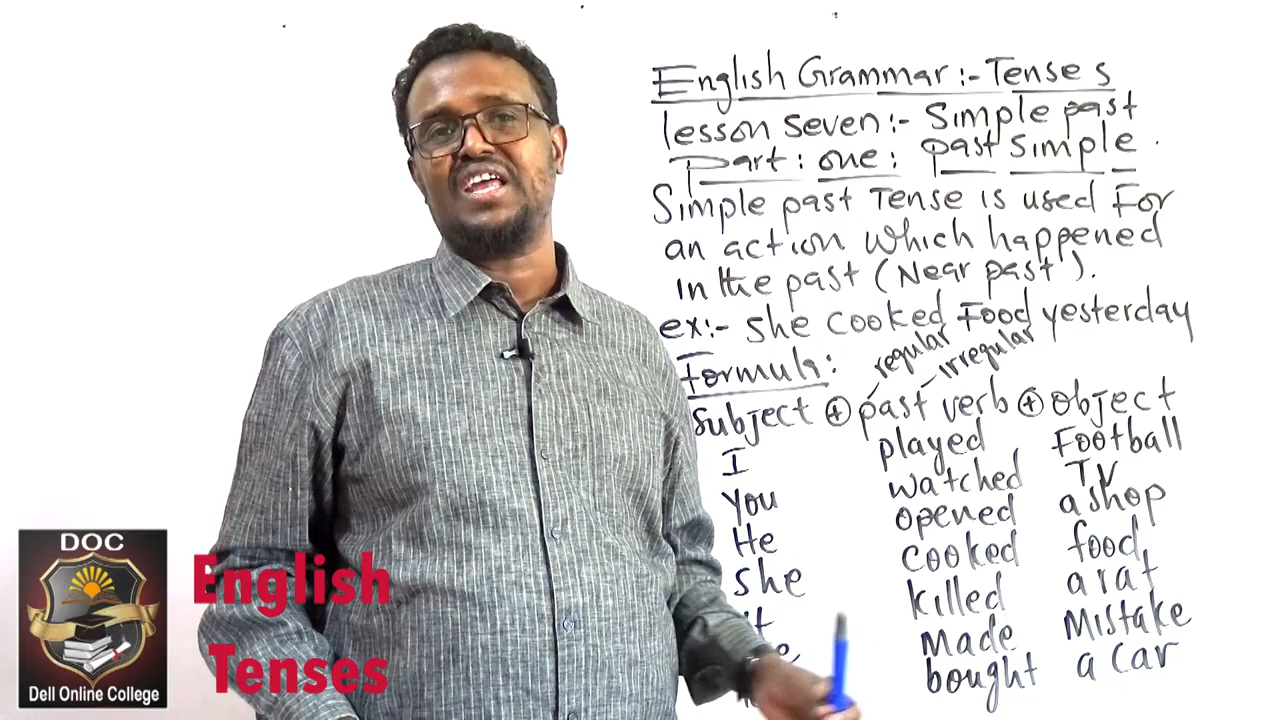 English Grammar :- Tenses
lesson seven :- Simple past
Part : one : past simple
Simple past Tense is used For
an action which happened
in the past (Near past).
ex:- she cooked Food yesterday
regular irregular
Formula:
Subject + past verb + object
I played Football
you watched TV
He opened a shop
she cooked food
it killed a rat
made Mistake
bought a car
DOC
Dell Online College
English
Tenses